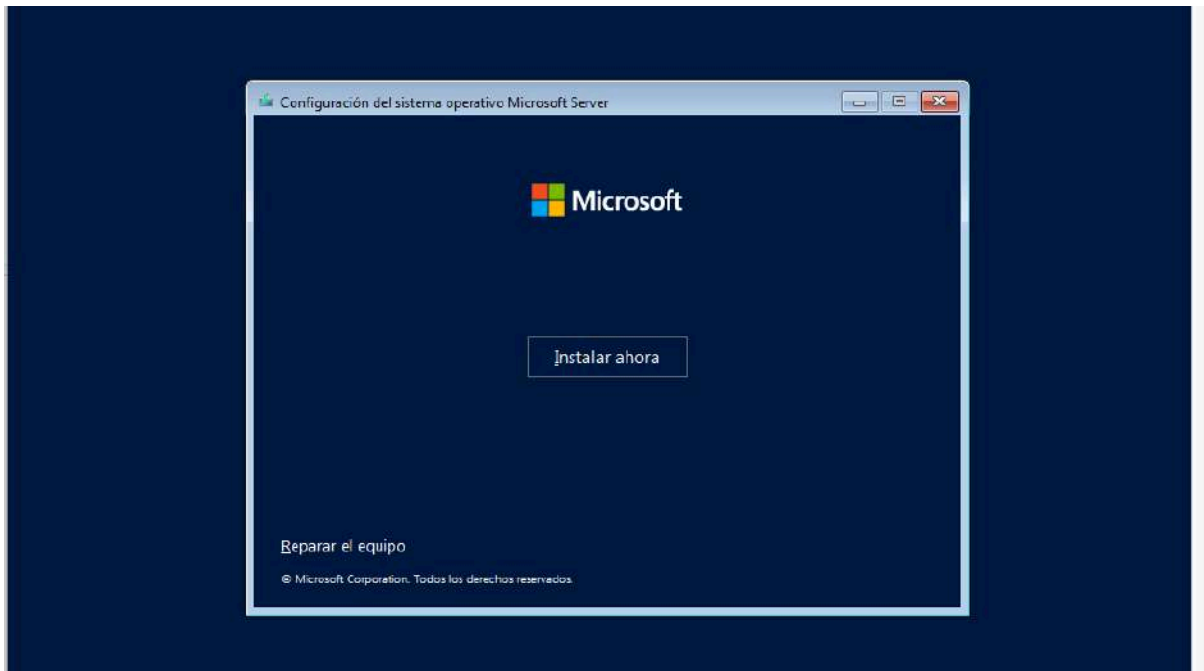 Configuración del sistema operativo Microsoft Server
Microsoft
Instalar ahora
Reparar el equipo
© Microsoft Corporation. Todos los derechos reservados.